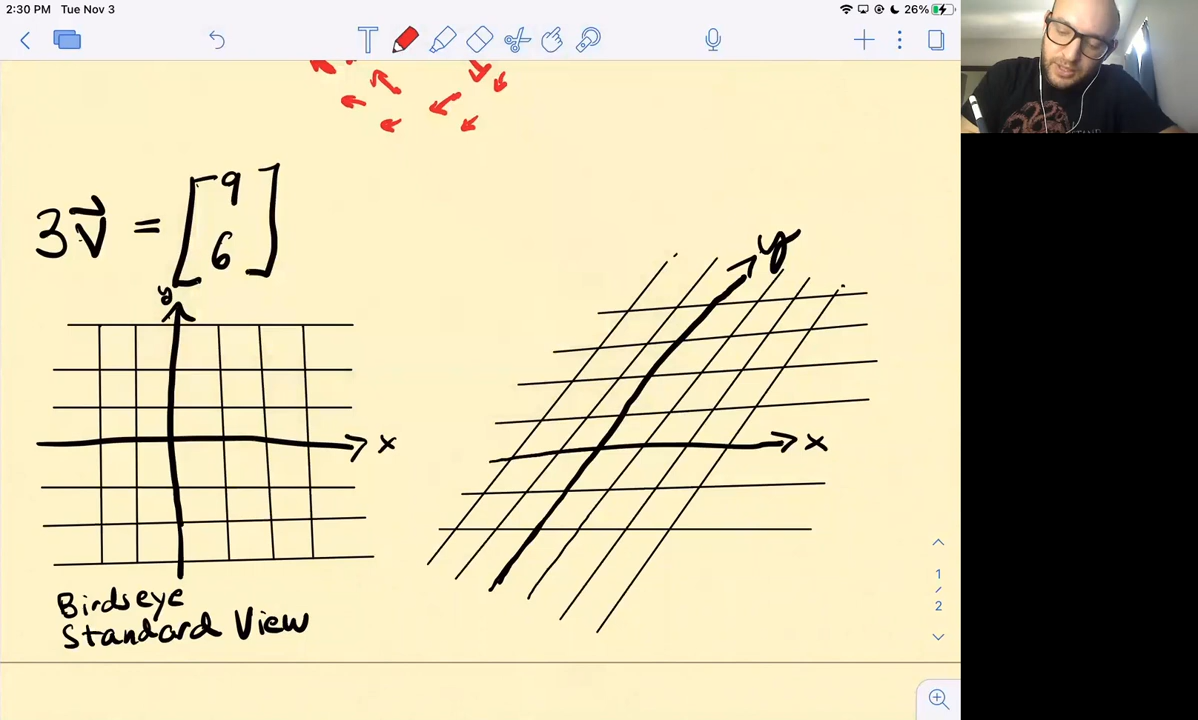 2:30 PM Tue Nov 3
26%
T
3v⃗ = [9
6]
y
x
y
x
Birdseye
Standard View
1
/
2